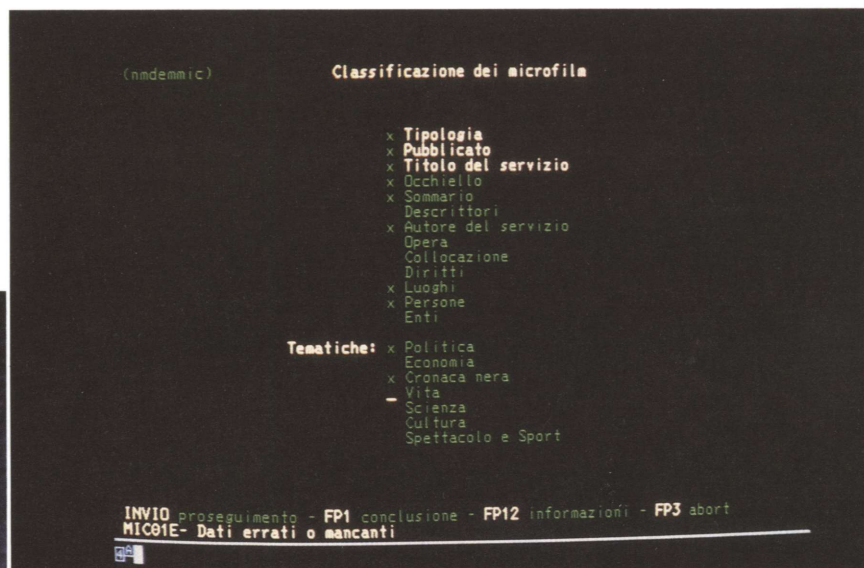 (nmdemmic) Classificazione dei microfilm
x Tipologia
x Pubblicato
x Titolo del servizio
x Occhiello
x Sommario
Descrittori
x Autore del servizio
Opera
Collocazione
Diritti
x Luoghi
x Persone
Enti
Tematiche: x Politica
Economia
x Cronaca nera
_ Vita
Scienza
Cultura
Spettacolo e Sport
INVIO proseguimento - FP1 conclusione - FP12 informazioni - FP3 abort
MIC01E- Dati errati o mancanti
4A